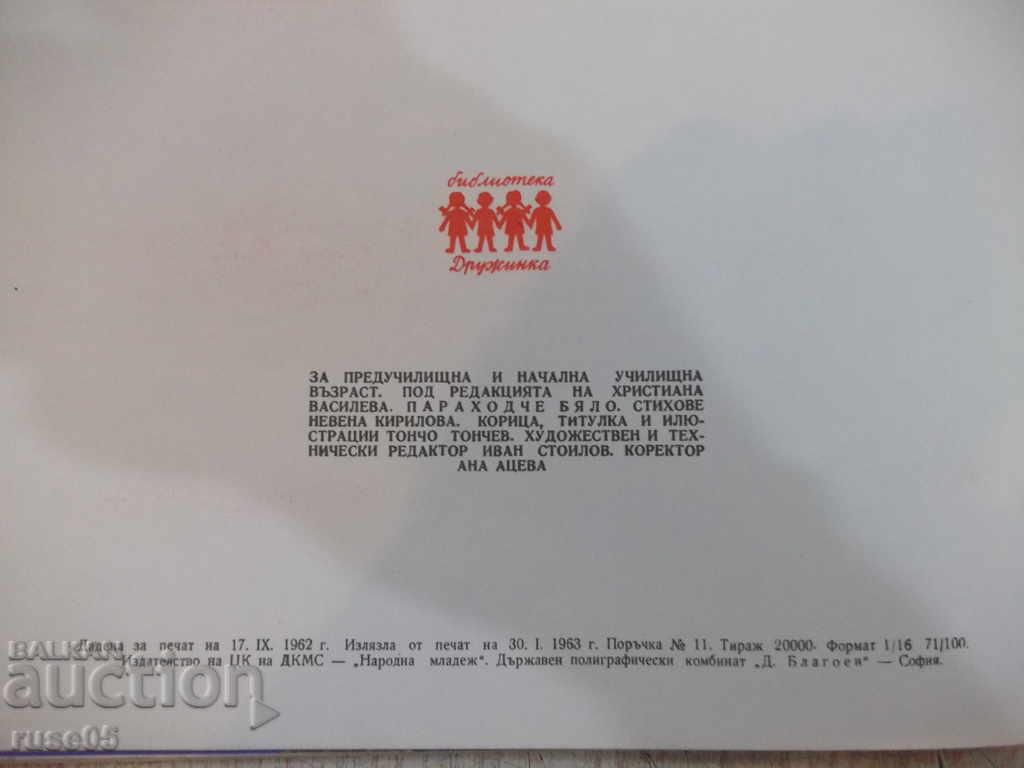 библиотека
Дружинка
ЗА ПРЕДУЧИЛИЩНА И НАЧАЛНА УЧИЛИЩНА
ВЪЗРАСТ. ПОД РЕДАКЦИЯТА НА ХРИСТИАНА
ВАСИЛЕВА. ПАРАХОДЧЕ БЯЛО. СТИХОВЕ
НЕВЕНА КИРИЛОВА. КОРИЦА, ТиТУЛКА И ИЛЮ-
СТРАЦИИ ТОНЧО ТОНЧЕВ. ХУДОЖЕСТВЕН И ТЕХ-
НИЧЕСКИ РЕДАКТОР ИВАН СТОИЛОВ. КОРЕКТОР
АНА АЦЕВА
Дадена за печат на 17. IX. 1962 г. Излязла от печат на 30. I. 1963 г. Поръчка № 11. Тираж 20000. Формат 1/16 71/100.
Издателство на ЦК на ДКМС — „Народна младеж“. Държавен полиграфически комбинат „Д. Благоев“ — София.
BALKAN
auction
ruse05